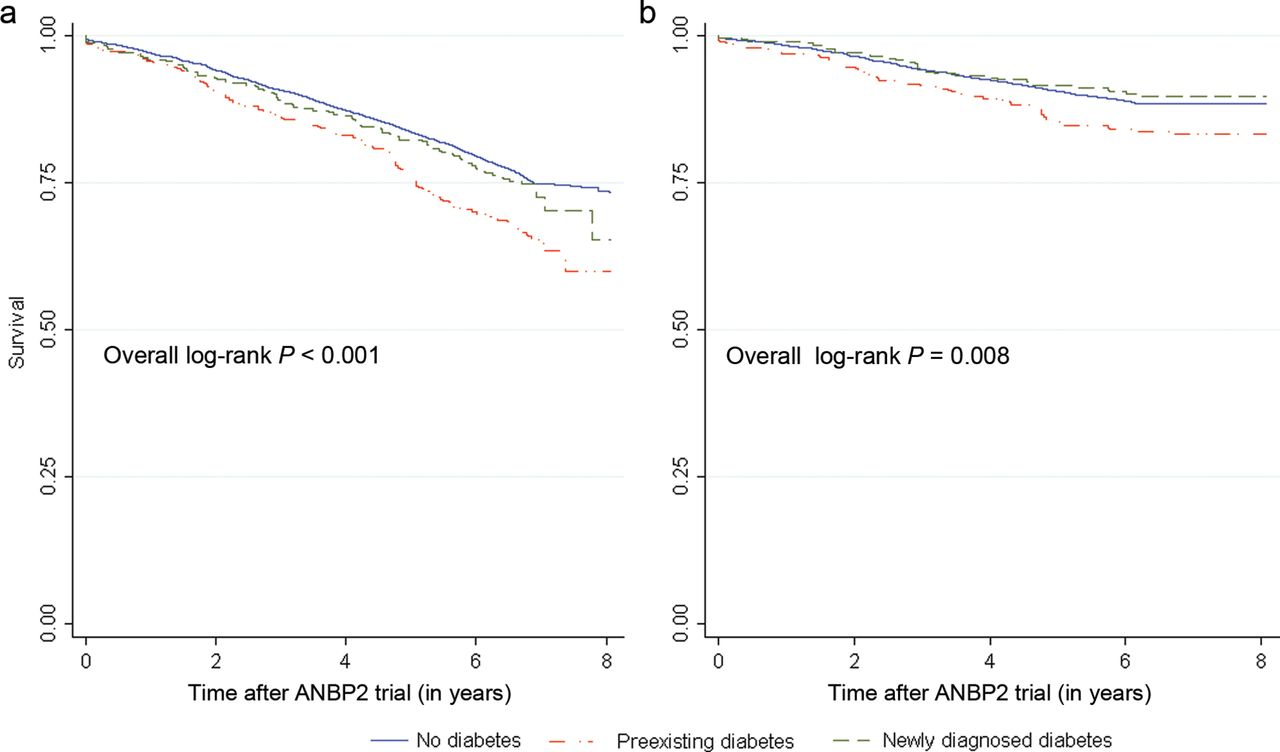 a
b
1.00
0.75
0.50
0.25
0.00
Survival
Overall log-rank P < 0.001
0 2 4 6 8
Time after ANBP2 trial (in years)
1.00
0.75
0.50
0.25
0.00
Overall log-rank P = 0.008
0 2 4 6 8
Time after ANBP2 trial (in years)
No diabetes Preexisting diabetes Newly diagnosed diabetes